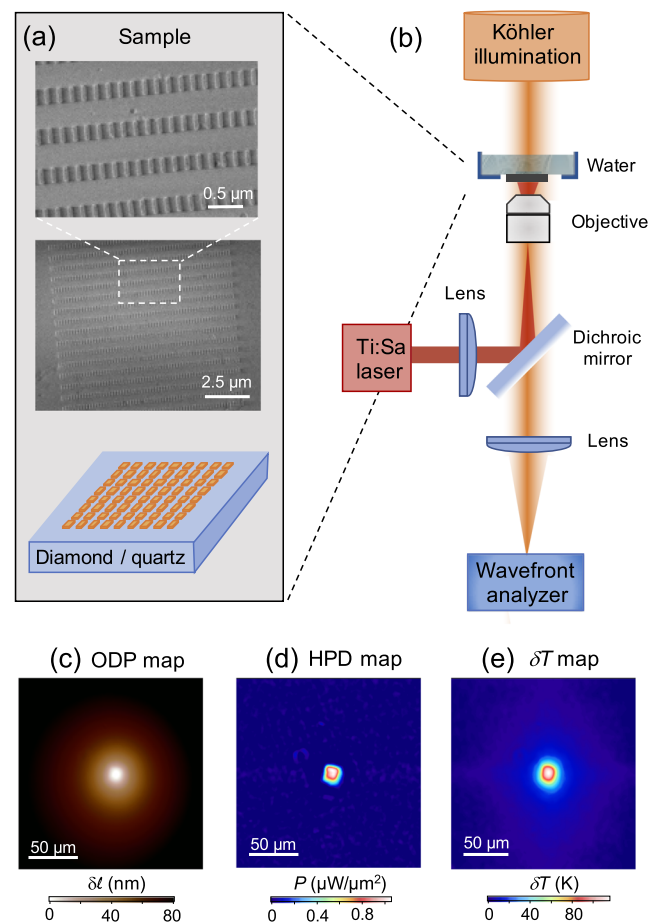 (a)
Sample
0.5 µm
2.5 µm
Diamond / quartz
(b)
Köhler
illumination
Water
Objective
Lens
Ti:Sa
laser
Dichroic
mirror
Lens
Wavefront
analyzer
(c) ODP map
50 µm
δℓ (nm)
0 40 80
(d) HPD map
50 µm
P (µW/µm²)
0 0.4 0.8
(e) δT map
50 µm
δT (K)
0 40 80